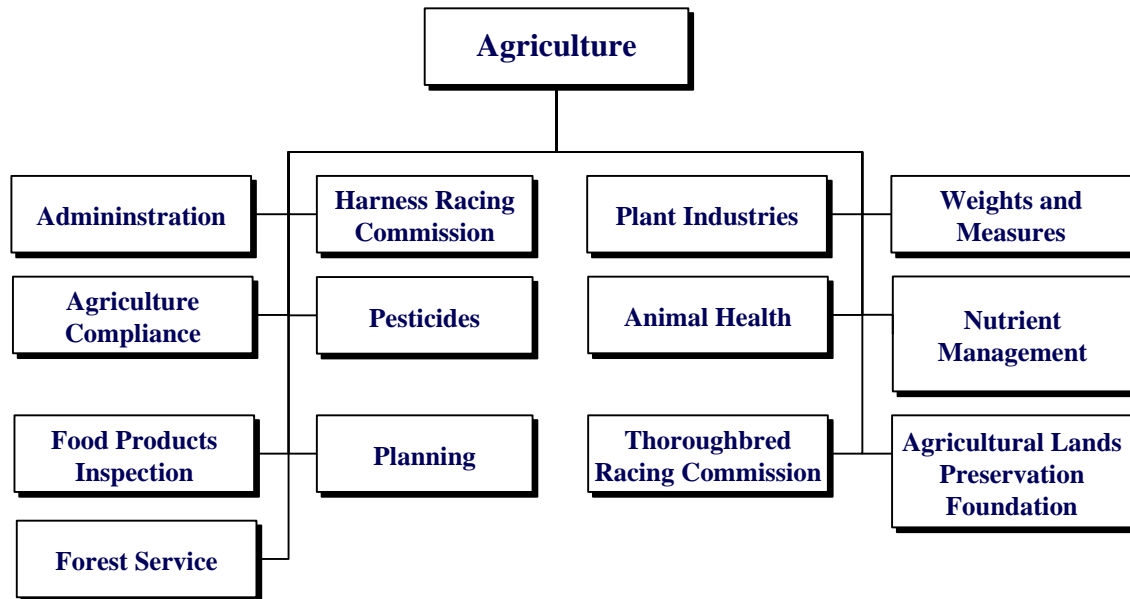 Agriculture
Admininstration
Harness Racing
Commission
Plant Industries
Weights and
Measures
Agriculture
Compliance
Pesticides
Animal Health
Nutrient
Management
Food Products
Inspection
Planning
Thoroughbred
Racing Commission
Agricultural Lands
Preservation
Foundation
Forest Service